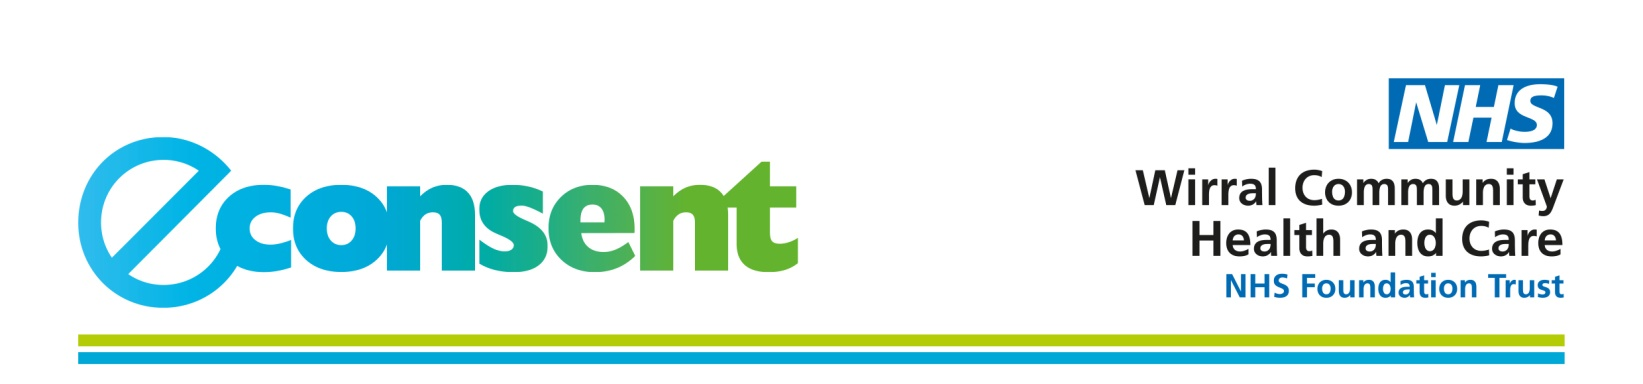 econsent
NHS
Wirral Community
Health and Care
NHS Foundation Trust